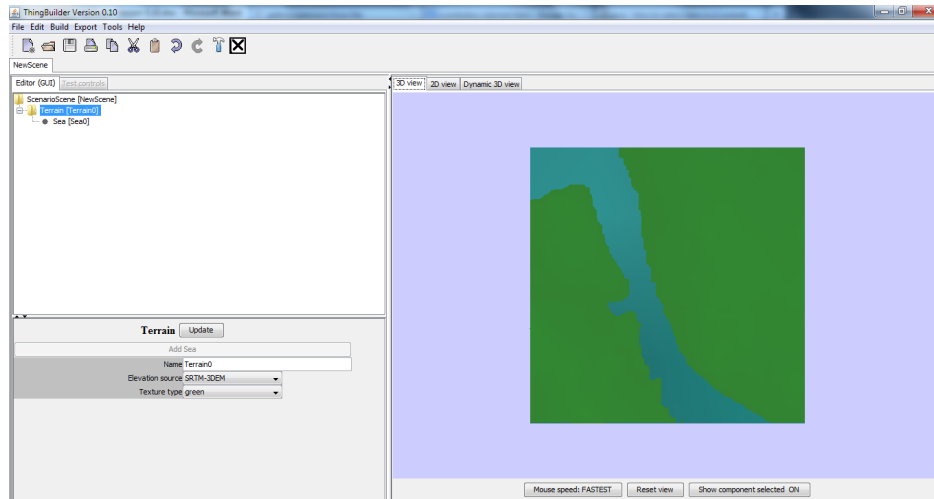 ThingBuilder Version 0.10
File Edit Build Export Tools Help
NewScene
Editor (GUI) Test controls
3D view 2D view Dynamic 3D view
ScenarioScene [NewScene]
Terrain [Terrain0]
Sea [Sea0]
Terrain Update
Add Sea
Name Terrain0
Elevation source SRTM-3DEM
Texture type green
Mouse speed: FASTEST Reset view Show component selected ON